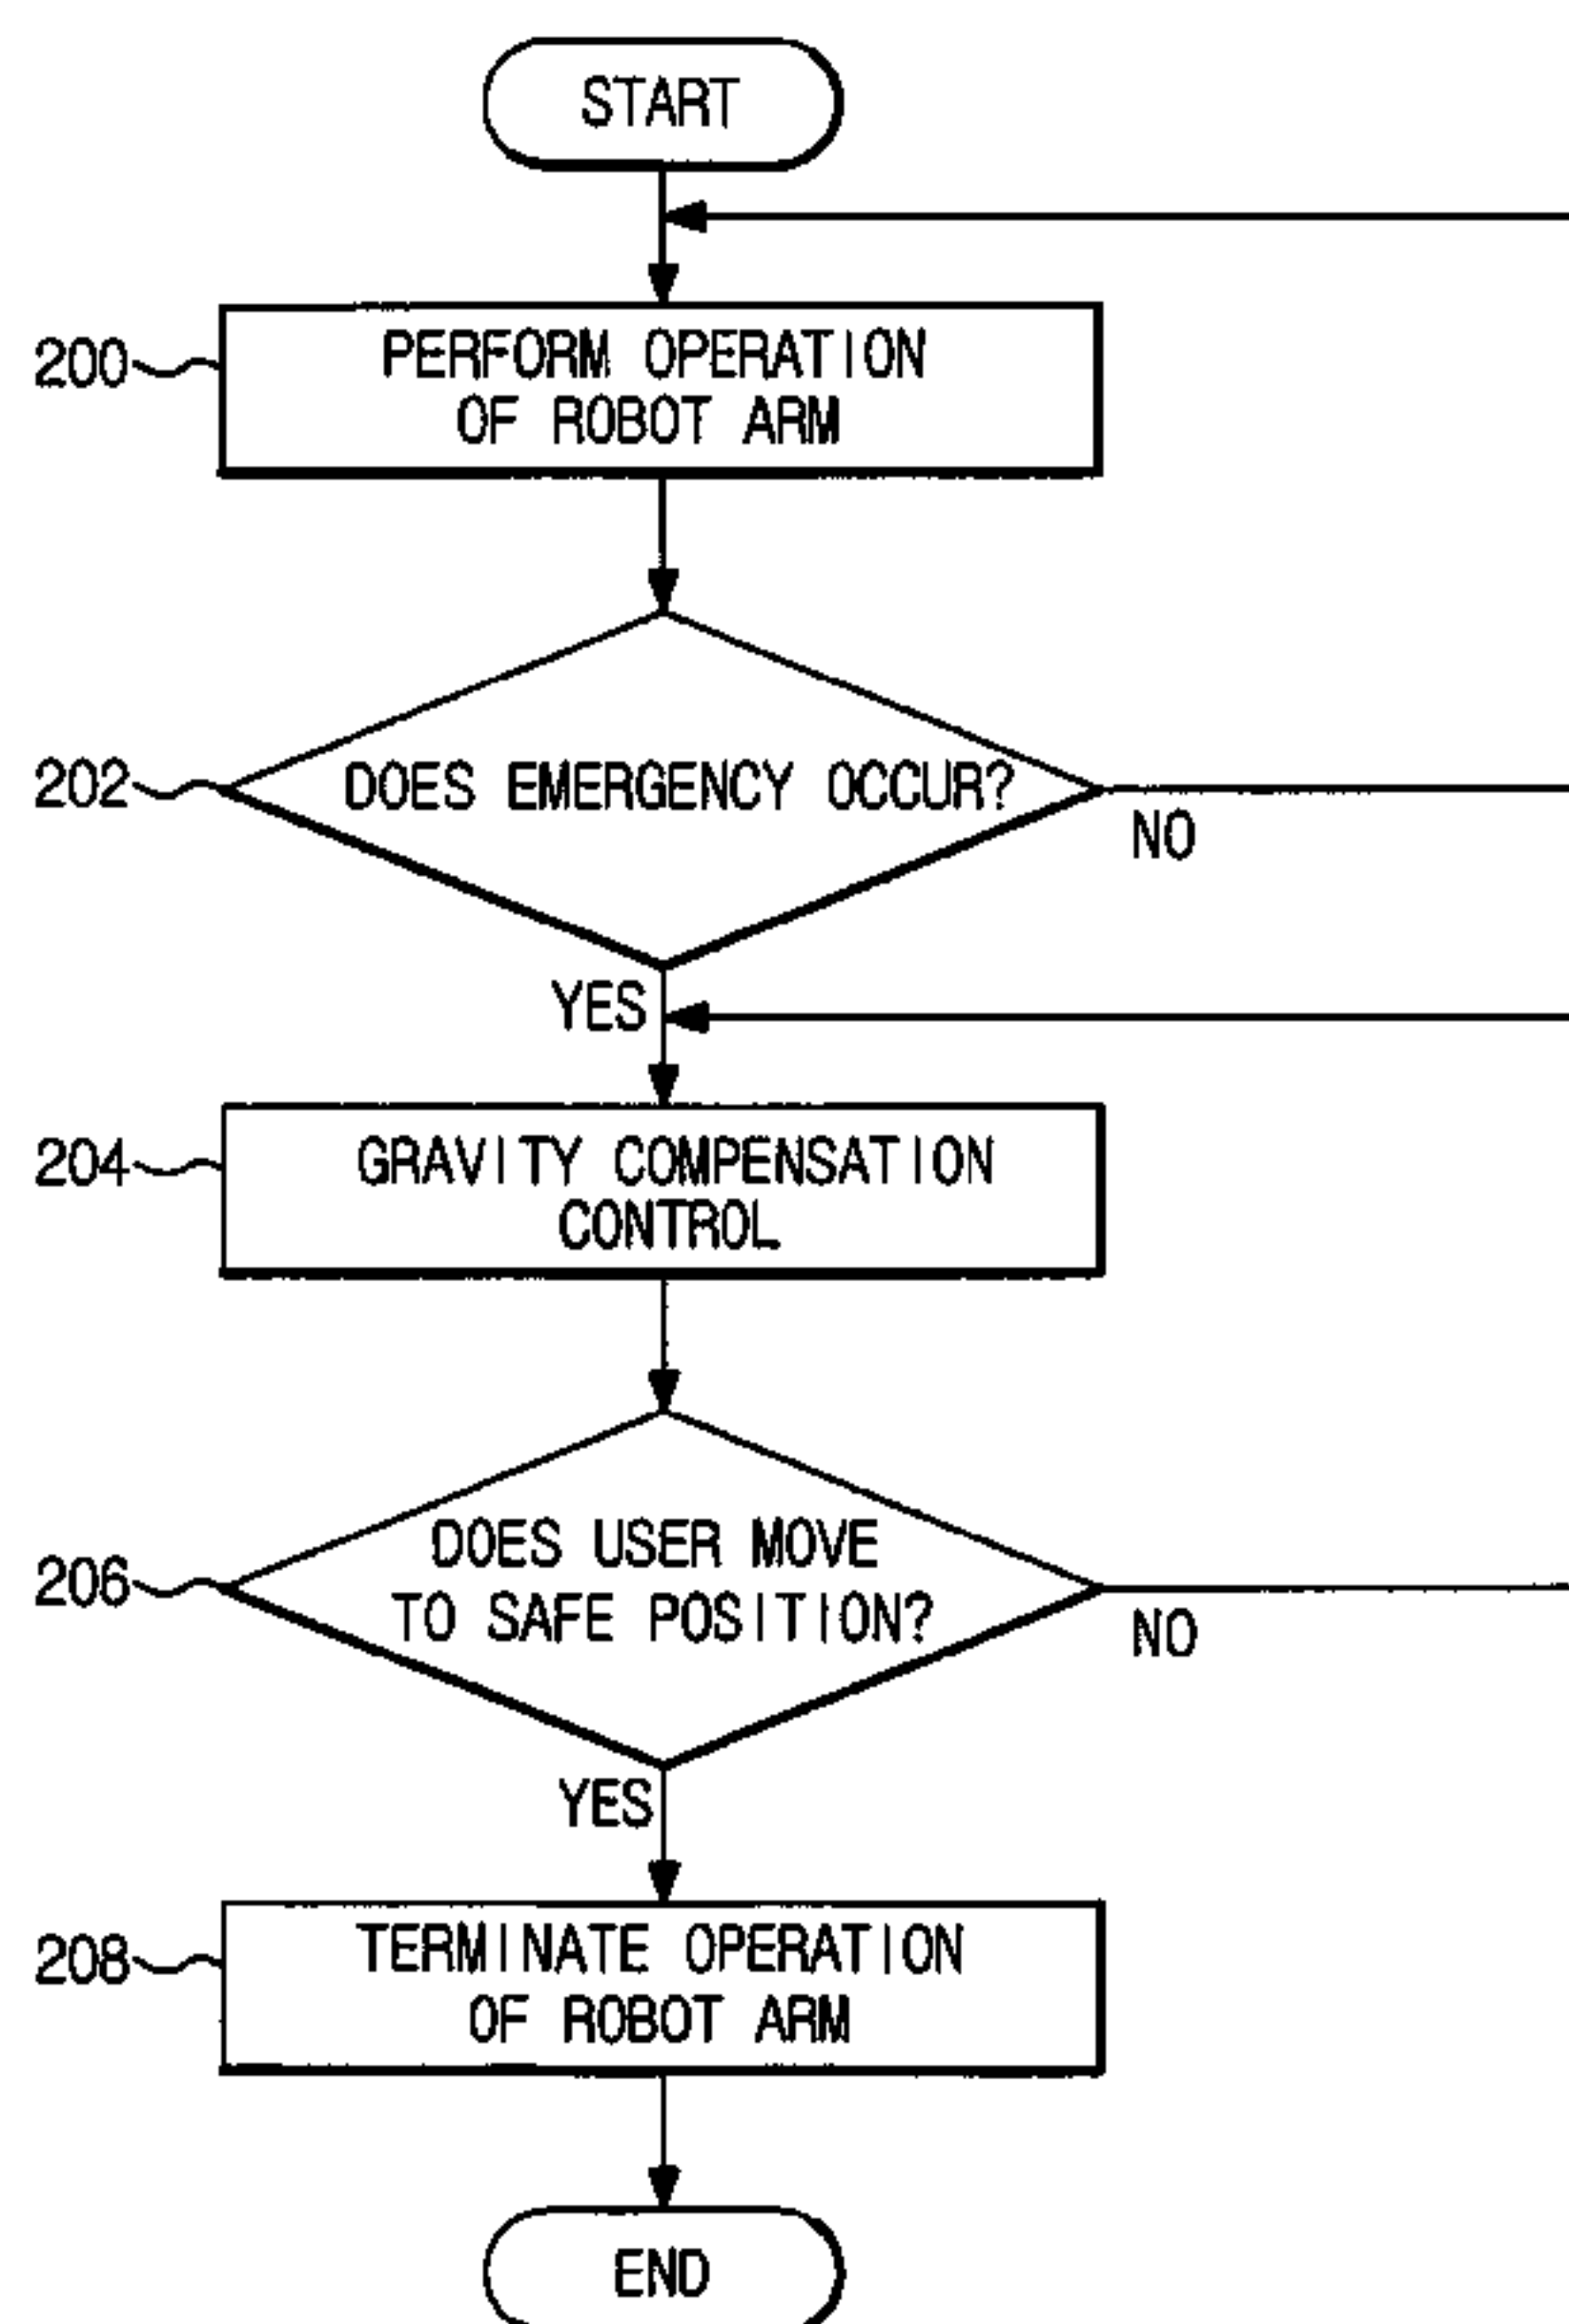 START
200
PERFORM OPERATION
OF ROBOT ARM
202
DOES EMERGENCY OCCUR?
NO
YES
204
GRAVITY COMPENSATION
CONTROL
206
DOES USER MOVE
TO SAFE POSITION?
NO
YES
208
TERMINATE OPERATION
OF ROBOT ARM
END